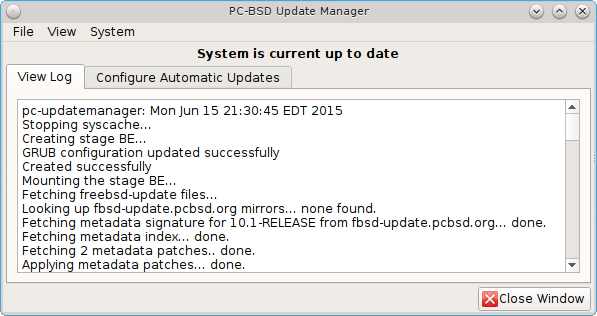 PC-BSD Update Manager
File View System
System is current up to date
View Log Configure Automatic Updates
pc-updatemanager: Mon Jun 15 21:30:45 EDT 2015
Stopping syscache...
Creating stage BE...
GRUB configuration updated successfully
Created successfully
Mounting the stage BE...
Fetching freebsd-update files...
Looking up fbsd-update.pcbsd.org mirrors... none found.
Fetching metadata signature for 10.1-RELEASE from fbsd-update.pcbsd.org... done.
Fetching metadata index... done.
Fetching 2 metadata patches.. done.
Applying metadata patches... done.
Close Window